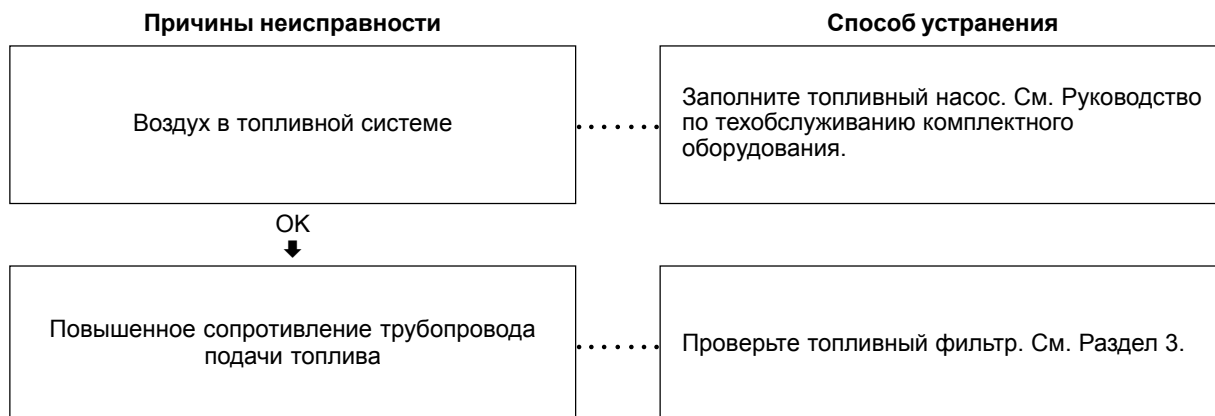 Причины неисправности
Способ устранения
Воздух в топливной системе
Заполните топливный насос. См. Руководство
по техобслуживанию комплектного
оборудования.
OK
Повышенное сопротивление трубопровода
подачи топлива
Проверьте топливный фильтр. См. Раздел 3.